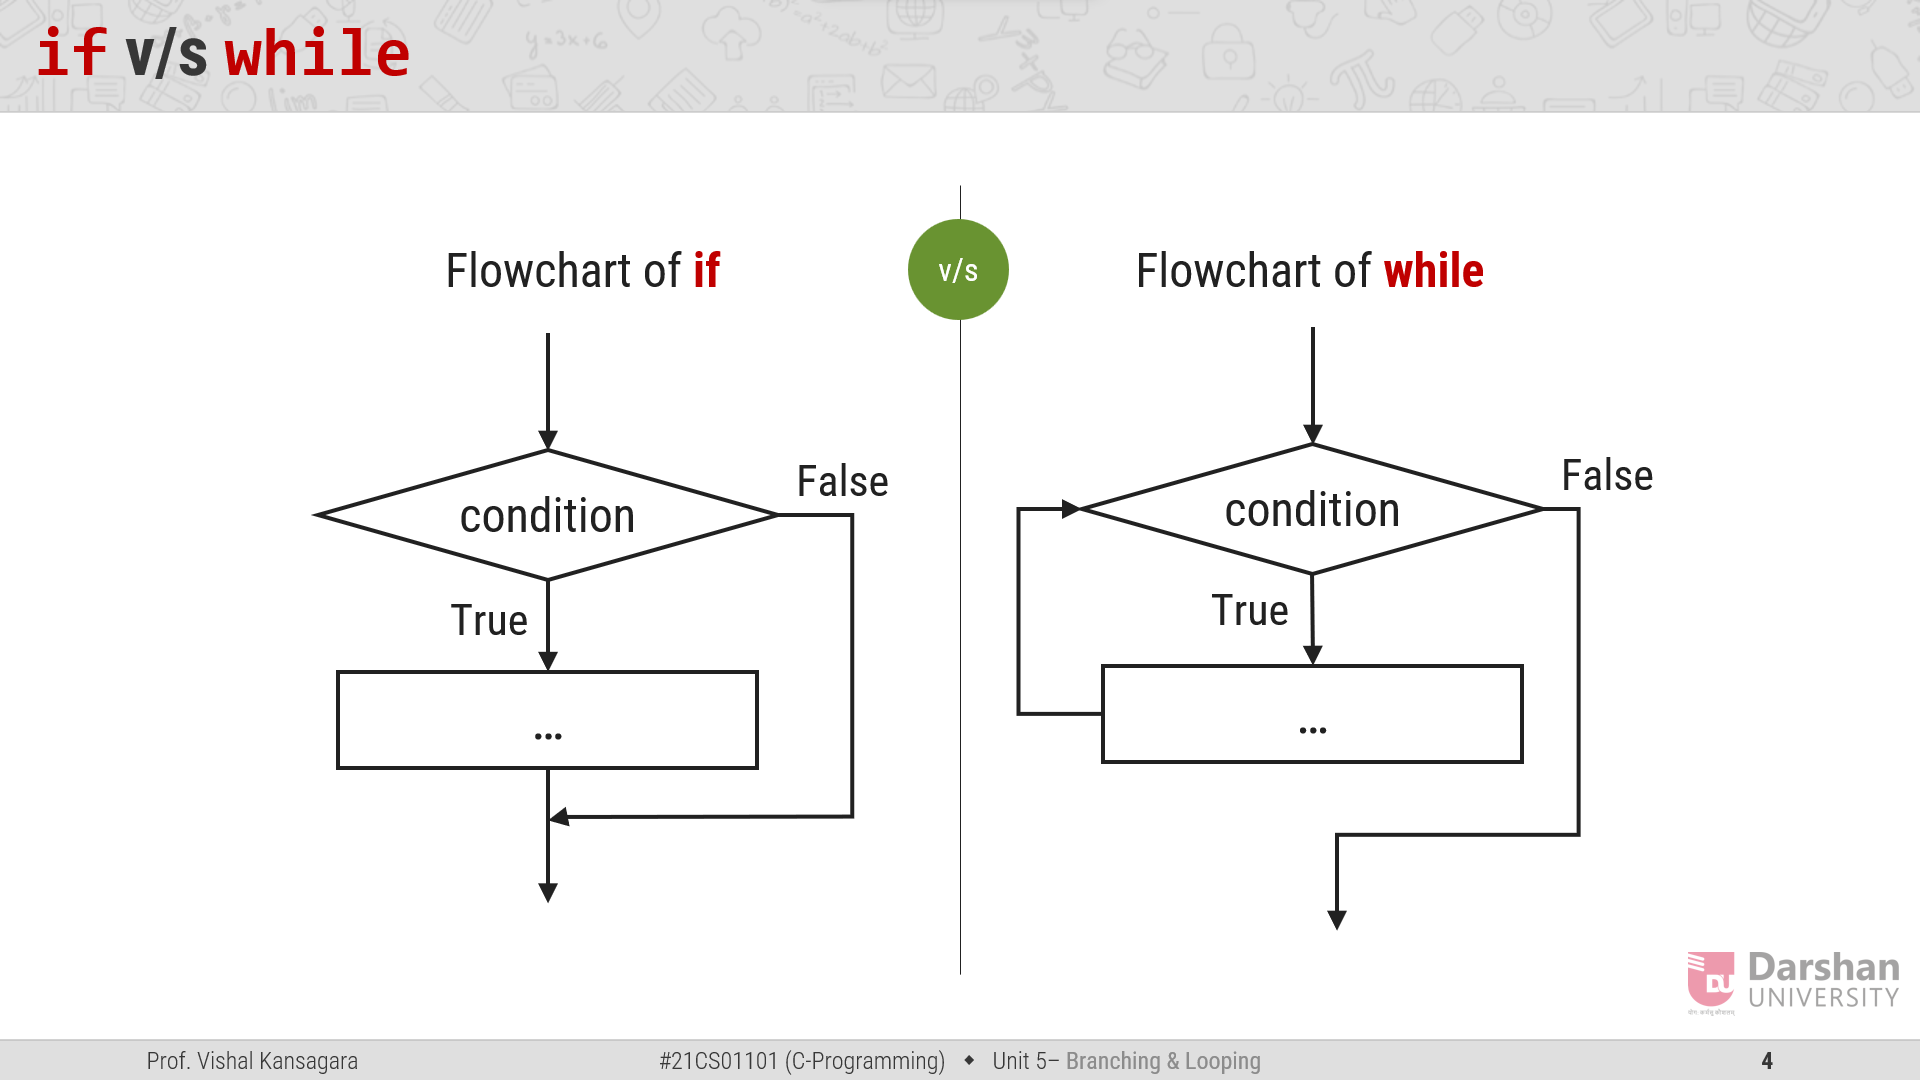 if v/s while
Flowchart of if
condition
False
True
...
v/s
Flowchart of while
condition
False
True
...
Darshan
UNIVERSITY
Prof. Vishal Kansagara
#21CS01101 (C-Programming) ◆ Unit 5– Branching & Looping
4